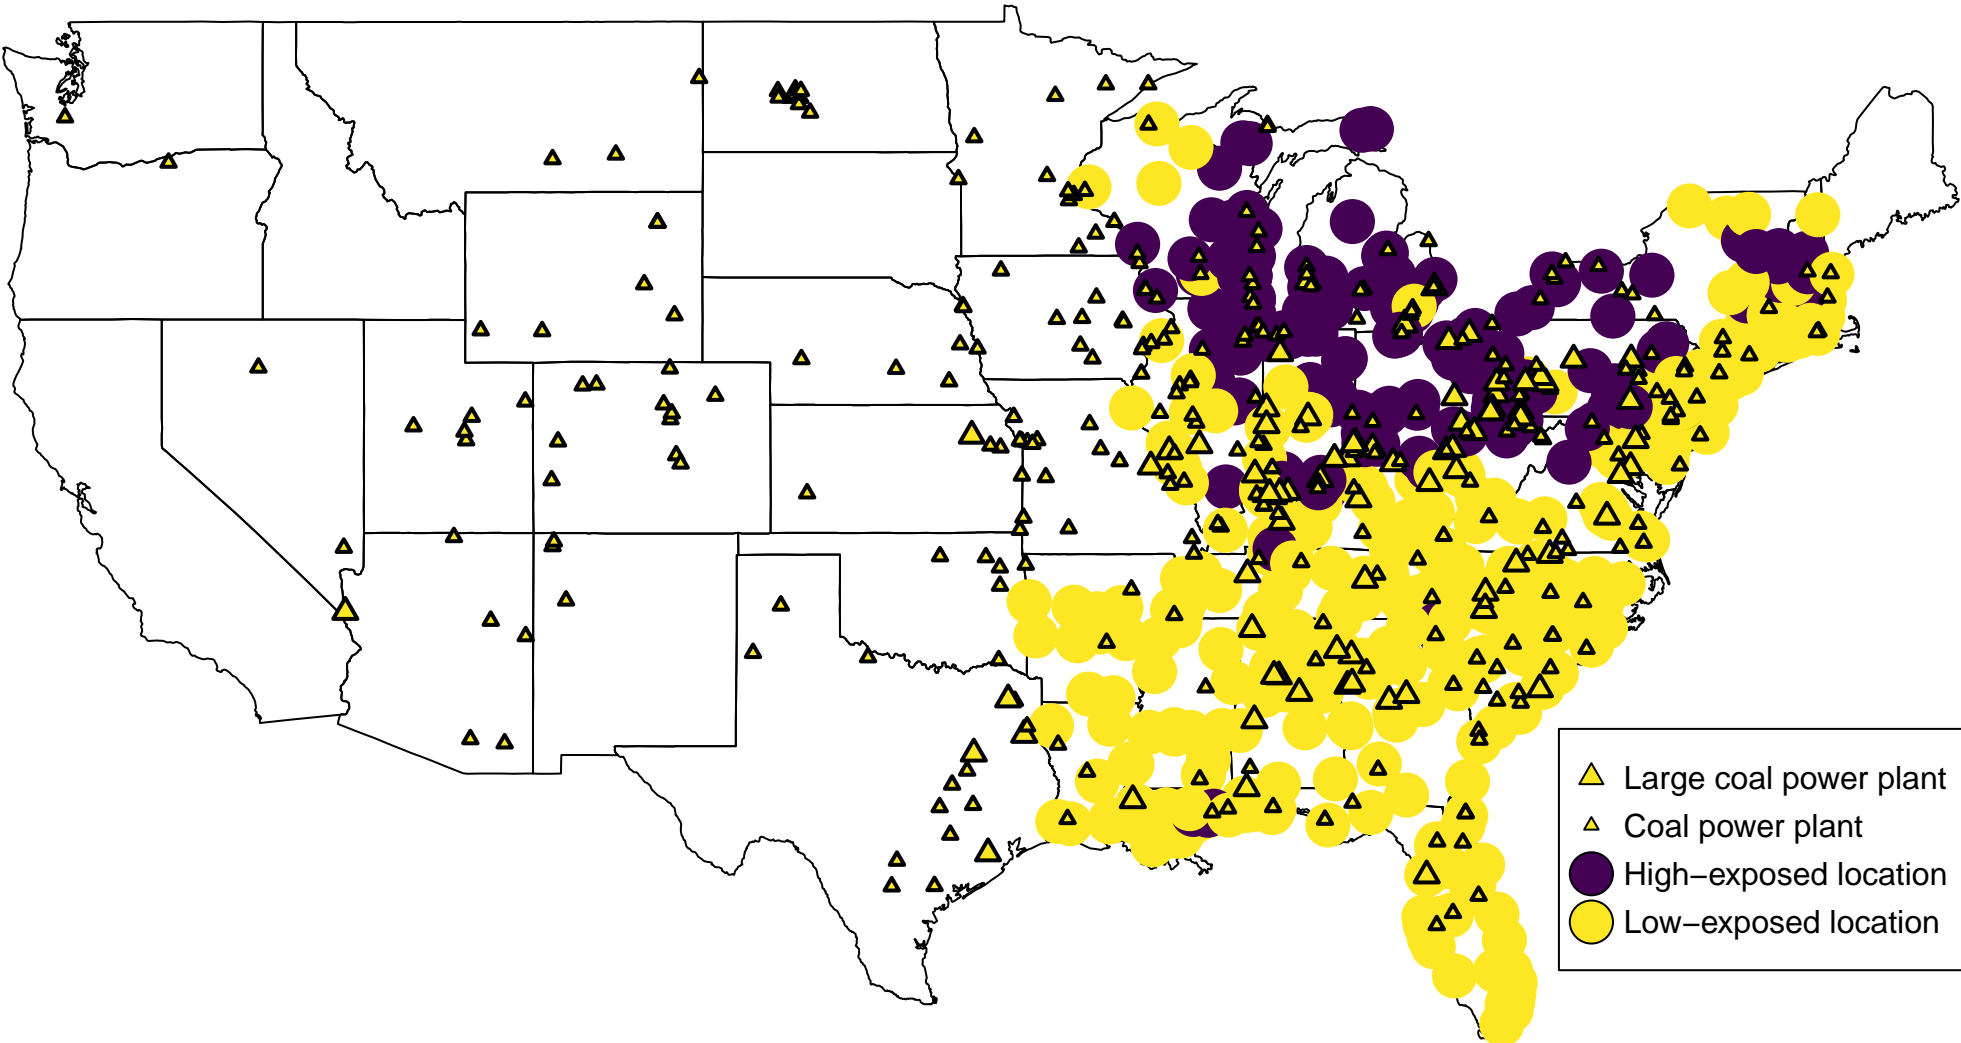 Large coal power plant
Coal power plant
High−exposed location
Low−exposed location